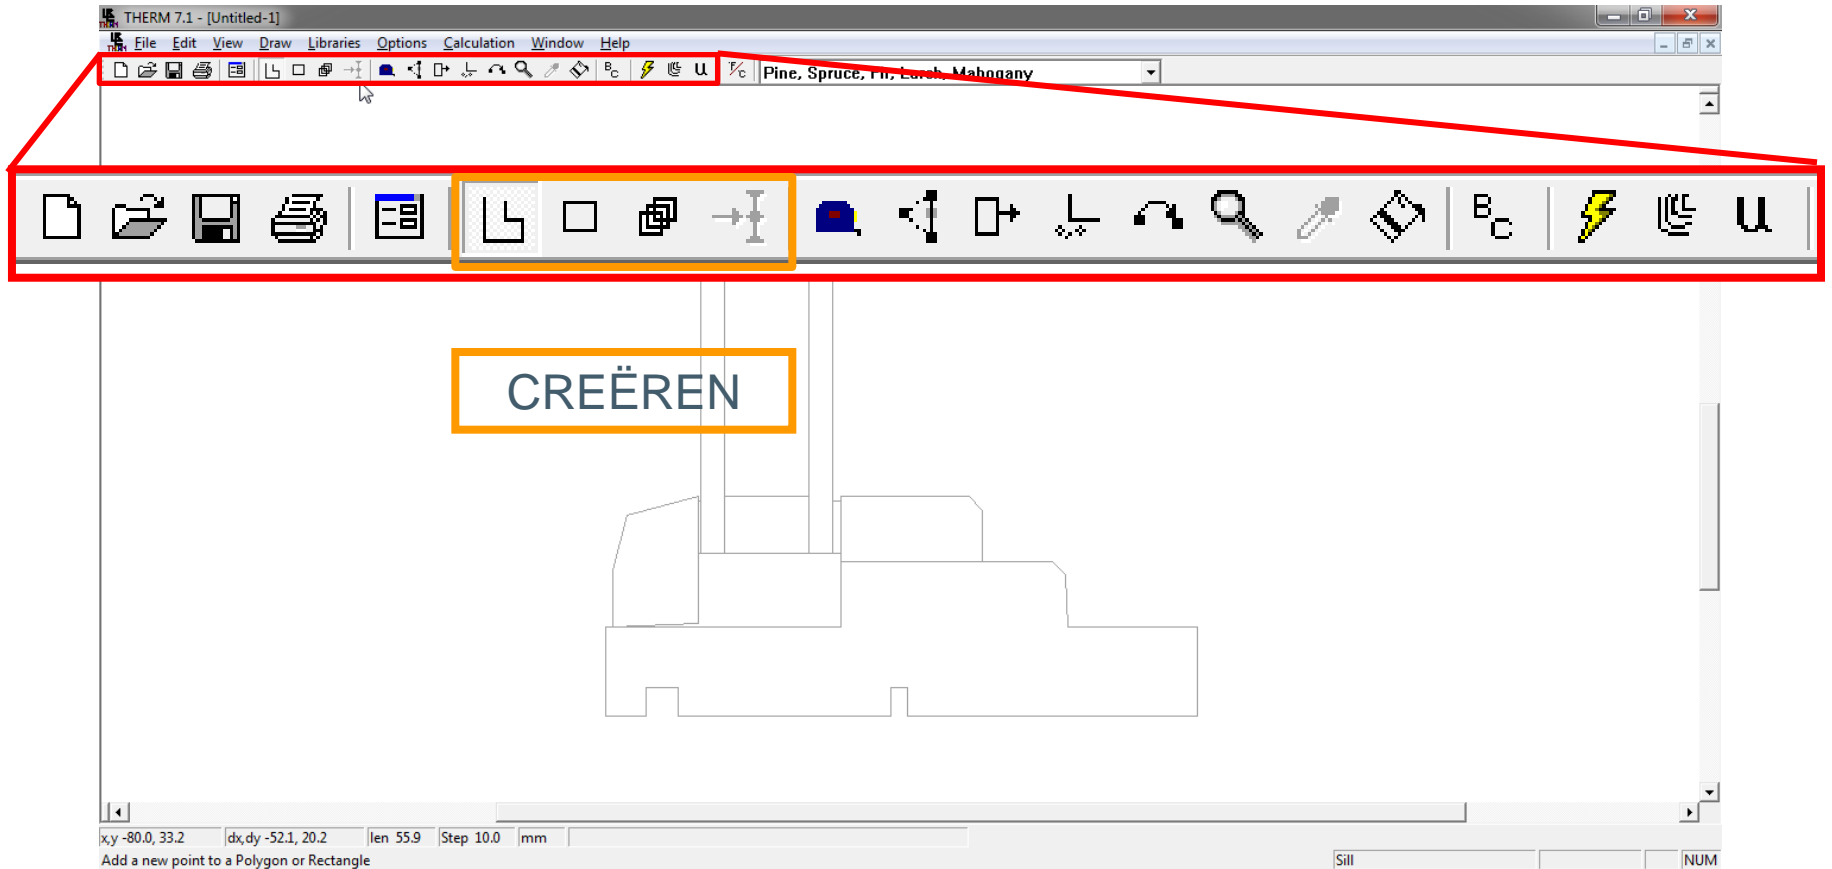 THERM 7.1 - [Untitled-1]
File Edit View Draw Libraries Options Calculation Window Help
BC U F/C Pine, Spruce, Fir, Larch, Mahogany
BC U
CREËREN
x,y -80.0, 33.2 dx,dy -52.1, 20.2 len 55.9 Step 10.0 mm
Add a new point to a Polygon or Rectangle Sill NUM